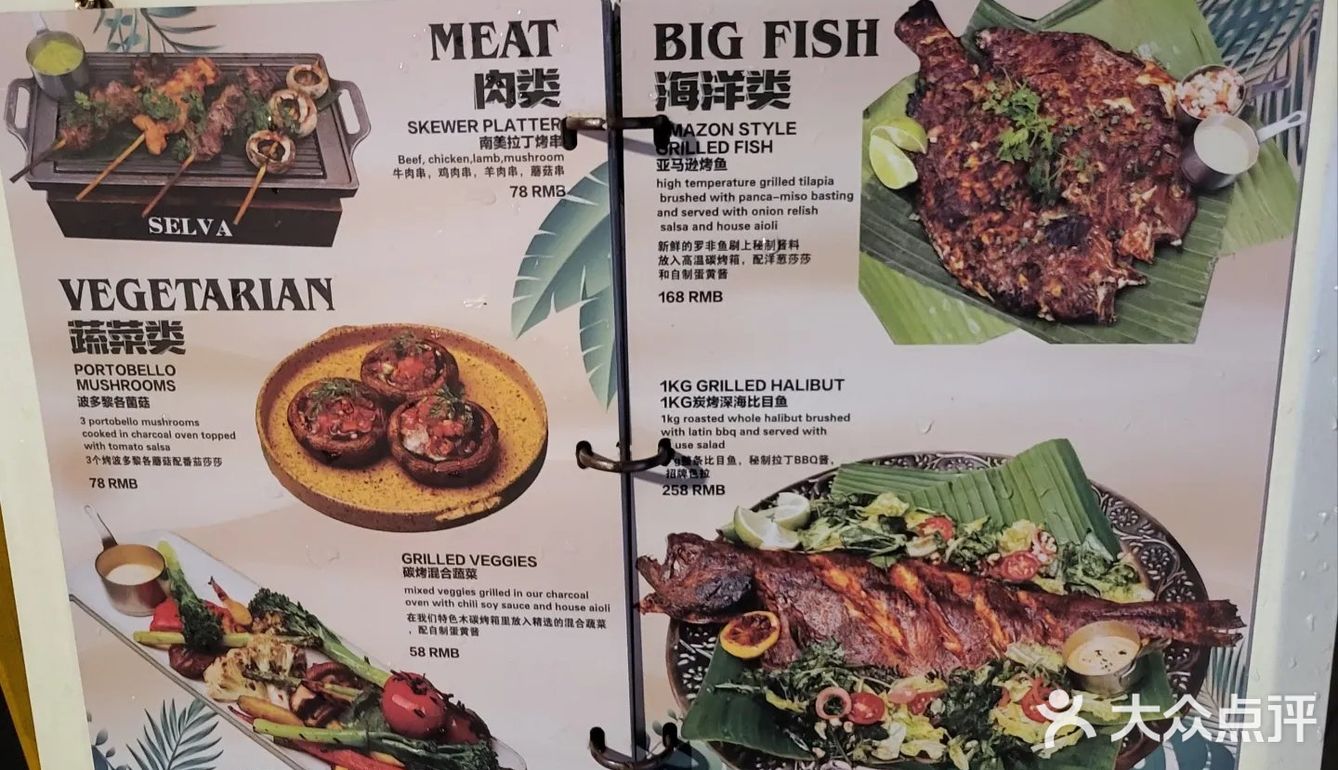 MEAT
肉类
SKEWER PLATTER
南美拉丁烤串
Beef, chicken,lamb,mushroom
牛肉串，鸡肉串，羊肉串，蘑菇串
78 RMB
SELVA
VEGETARIAN
蔬菜类
PORTOBELLO
MUSHROOMS
波多黎各菌菇
3 portobello mushrooms
cooked in charcoal oven topped
with tomato salsa
3个烤波多黎各蘑菇配番茄莎莎
78 RMB
GRILLED VEGGIES
碳烤混合蔬菜
mixed veggies grilled in our charcoal
oven with chili soy sauce and house aioli
在我们特色木碳烤箱里放入精选的混合蔬菜
，配自制蛋黄酱
58 RMB
BIG FISH
海洋类
MAZON STYLE
GRILLED FISH
亚马逊烤鱼
high temperature grilled tilapia
brushed with panca-miso basting
and served with onion relish
salsa and house aioli
新鲜的罗非鱼刷上秘制酱料
放入高温碳烤箱，配洋葱莎莎
和自制蛋黄酱
168 RMB
1KG GRILLED HALIBUT
1KG炭烤深海比目鱼
1kg roasted whole halibut brushed
with latin bbq and served with
use salad
整条比目鱼，秘制拉丁BBQ酱，
招牌色拉
258 RMB
大众点评